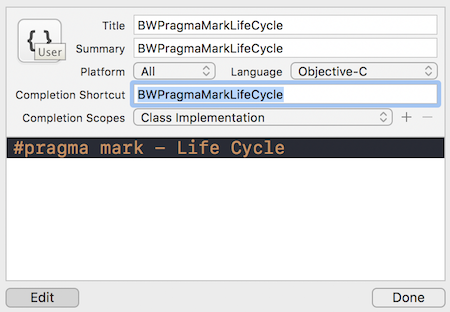 { }
User
Title BWPragmaMarkLifeCycle
Summary BWPragmaMarkLifeCycle
Platform All Language Objective-C
Completion Shortcut BWPragmaMarkLifeCycle
Completion Scopes Class Implementation + −
#pragma mark - Life Cycle
Edit Done